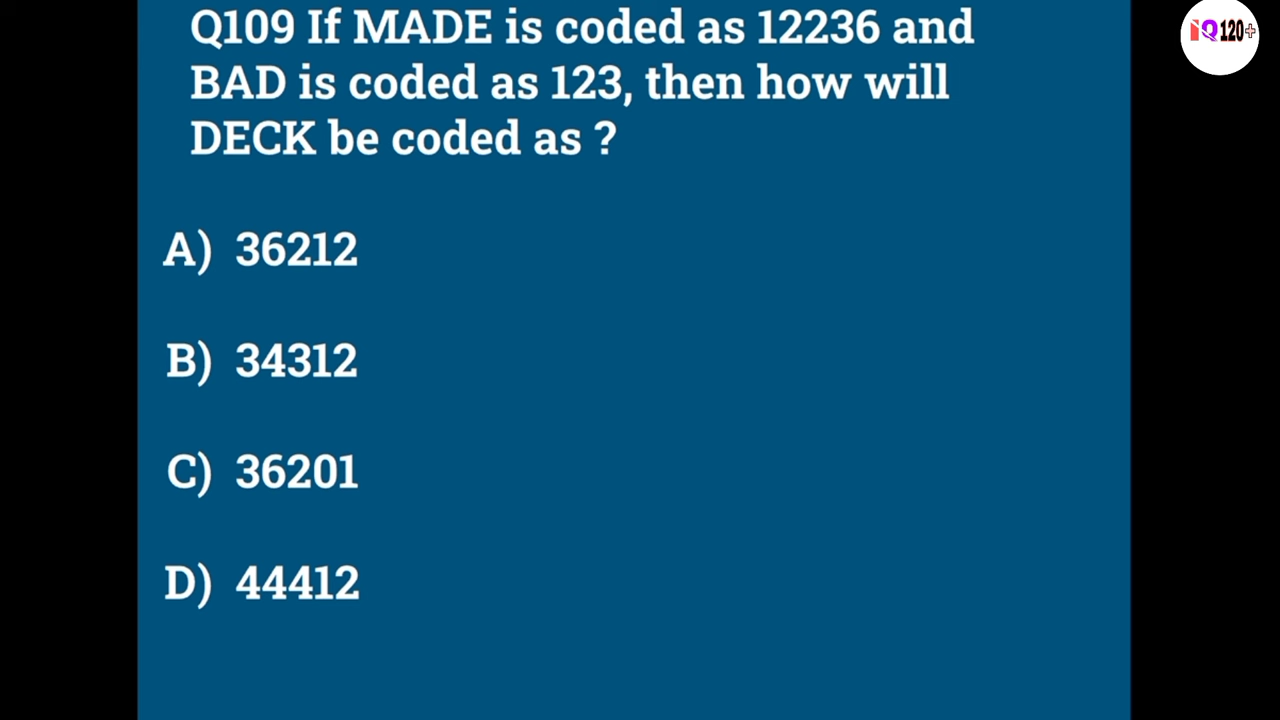 Q109 If MADE is coded as 12236 and
BAD is coded as 123, then how will
DECK be coded as ?
A) 36212
B) 34312
C) 36201
D) 44412
iQ120+